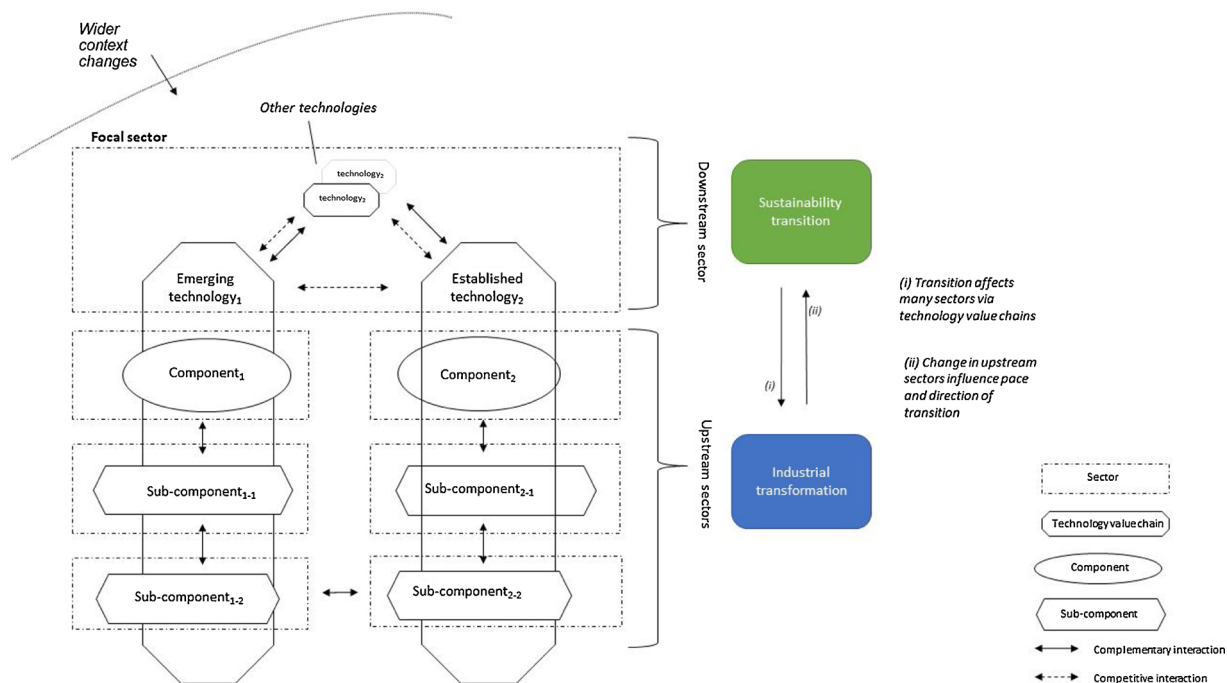 Wider
context
changes
Other technologies
Focal sector
technology₂
technology₂
Emerging
technology₁
Established
technology₂
Downstream sector
Sustainability
transition
(i) Transition affects
many sectors via
technology value chains
(ii)
(i)
(ii) Change in upstream
sectors influence pace
and direction of
transition
Component₁
Component₂
Sub-component₁₋₁
Sub-component₂₋₁
Sub-component₁₋₂
Sub-component₂₋₂
Upstream sectors
Industrial
transformation
Sector
Technology value chain
Component
Sub-component
Complementary interaction
Competitive interaction